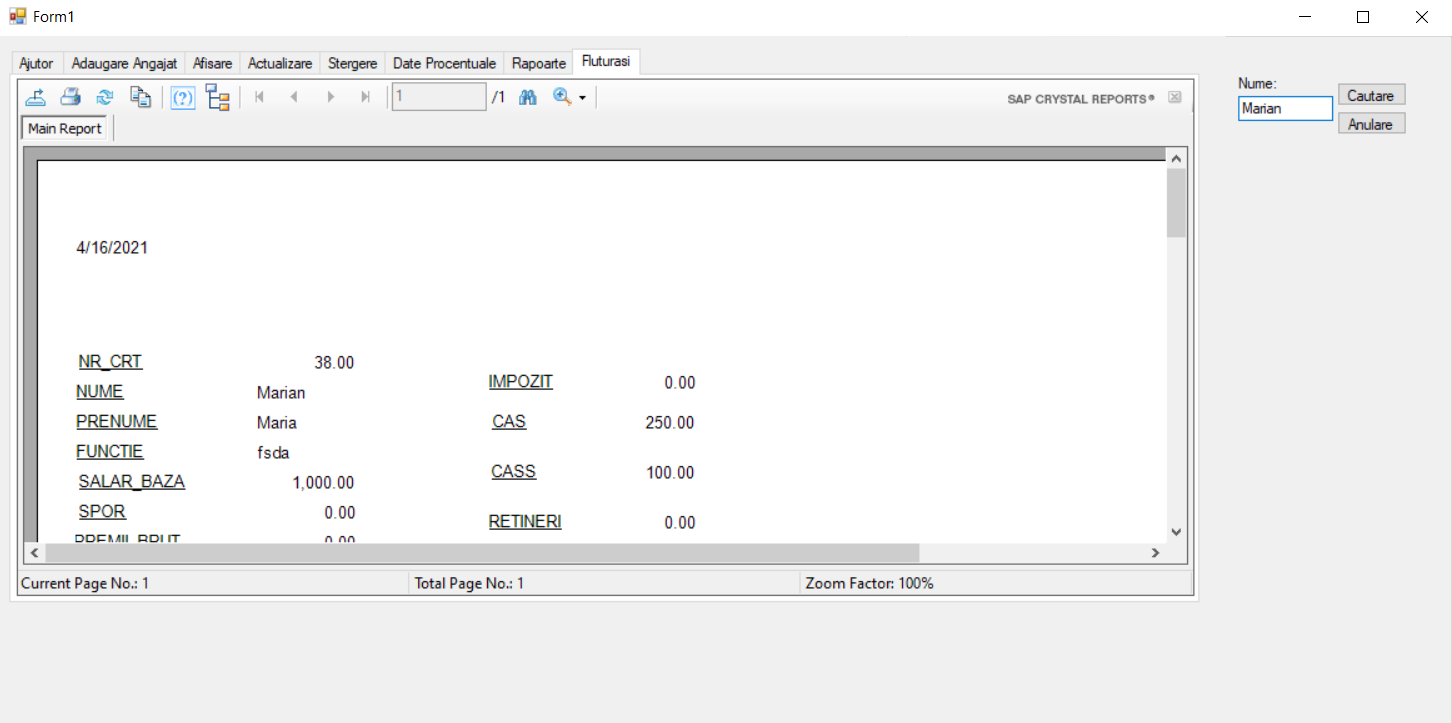 Form1
Ajutor Adaugare Angajat Afisare Actualizare Stergere Date Procentuale Rapoarte Fluturasi
1 /1 SAP CRYSTAL REPORTS®
Main Report
4/16/2021
NR_CRT 38.00
NUME Marian
PRENUME Maria
FUNCTIE fsda
SALAR_BAZA 1,000.00
SPOR 0.00
PREMII_BRUT 0.00
IMPOZIT 0.00
CAS 250.00
CASS 100.00
RETINERI 0.00
Current Page No.: 1 Total Page No.: 1 Zoom Factor: 100%
Nume:
Marian
Cautare
Anulare